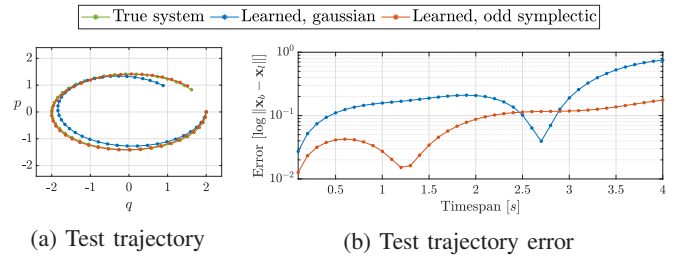 True system Learned, gaussian Learned, odd symplectic
2
1
p 0
-1
-2
-2 -1 0 1 2
q
(a) Test trajectory
Error [log ||x_b − x_l||]
10^0
10^-1
10^-2
0.5 1 1.5 2 2.5 3 3.5 4
Timespan [s]
(b) Test trajectory error